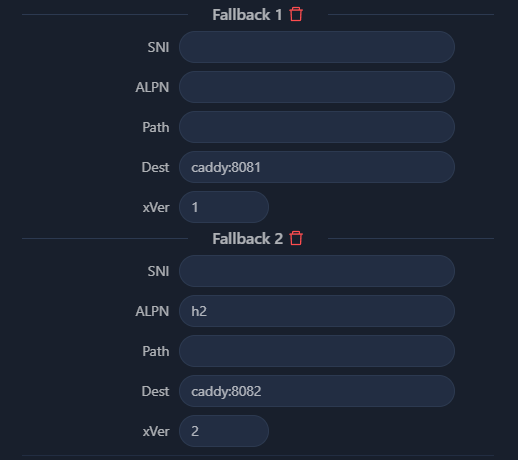 Fallback 1
SNI
ALPN
Path
Dest caddy:8081
xVer 1
Fallback 2
SNI
ALPN h2
Path
Dest caddy:8082
xVer 2